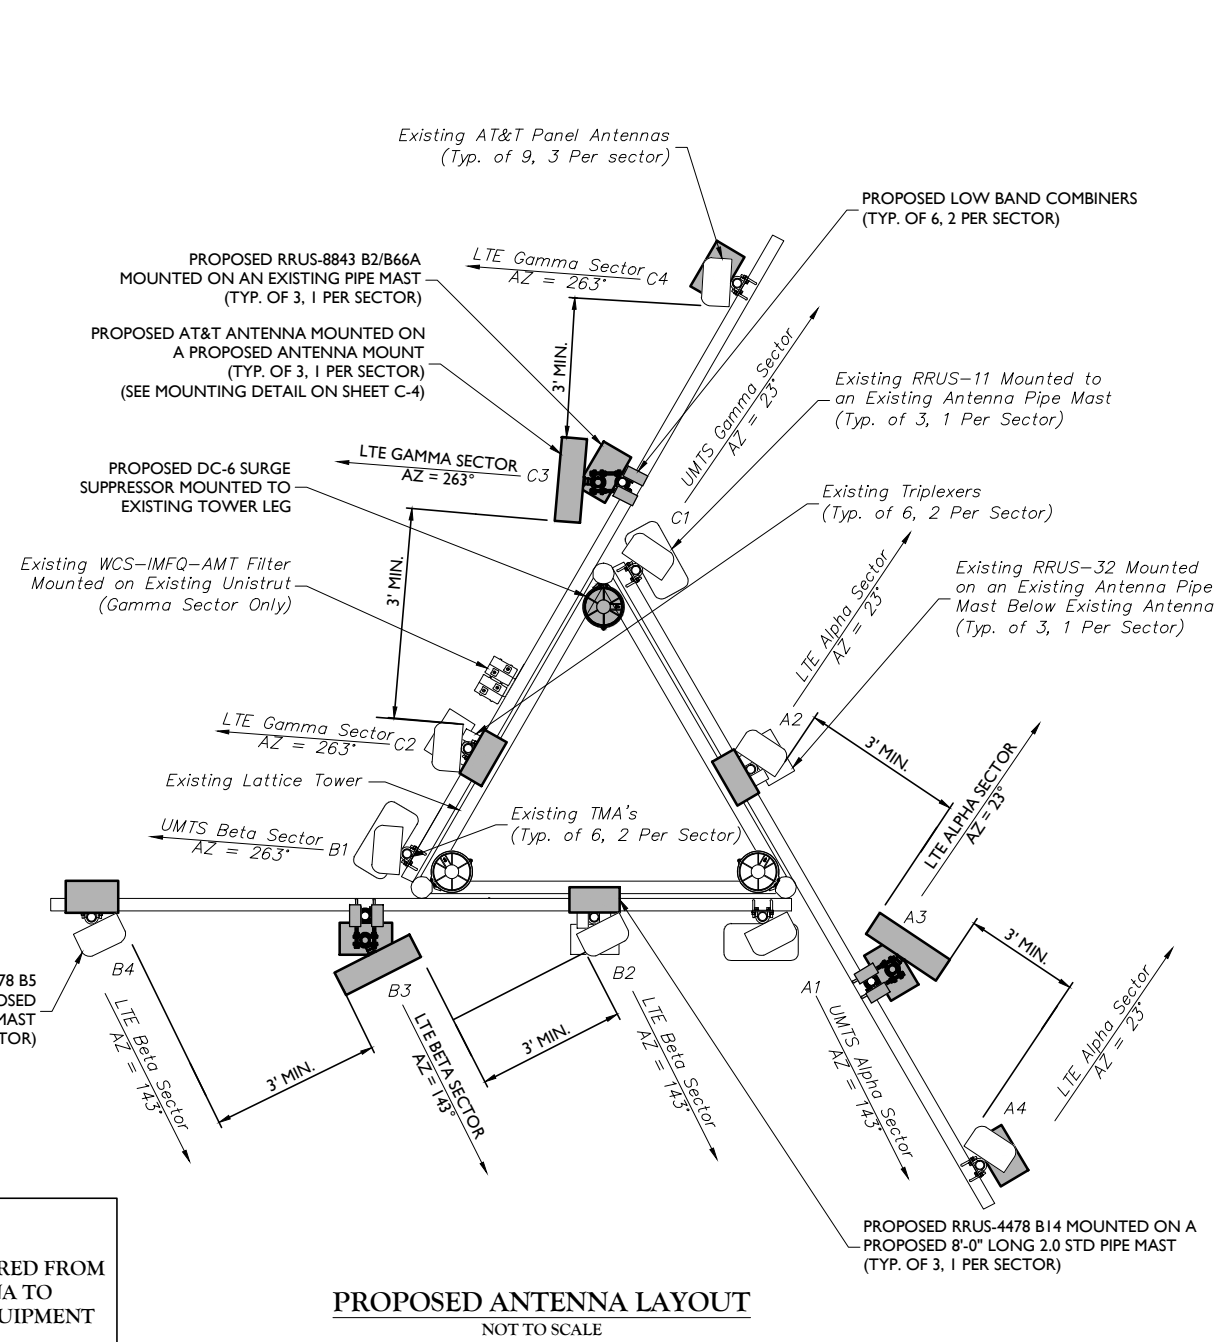 Existing AT&T Panel Antennas
(Typ. of 9, 3 Per sector)
PROPOSED LOW BAND COMBINERS
(TYP. OF 6, 2 PER SECTOR)
PROPOSED RRUS-8843 B2/B66A
MOUNTED ON AN EXISTING PIPE MAST
(TYP. OF 3, 1 PER SECTOR)
LTE Gamma Sector
AZ = 263°
C4
PROPOSED AT&T ANTENNA MOUNTED ON
A PROPOSED ANTENNA MOUNT
(TYP. OF 3, 1 PER SECTOR)
(SEE MOUNTING DETAIL ON SHEET C-4)
3' MIN.
UMTS Gamma Sector
AZ = 23°
Existing RRUS-11 Mounted to
an Existing Antenna Pipe Mast
(Typ. of 3, 1 Per Sector)
LTE GAMMA SECTOR
AZ = 263°
C3
PROPOSED DC-6 SURGE
SUPPRESSOR MOUNTED TO
EXISTING TOWER LEG
Existing Triplexers
(Typ. of 6, 2 Per Sector)
C1
Existing WCS-IMFQ-AMT Filter
Mounted on Existing Unistrut
(Gamma Sector Only)
3' MIN.
LTE Alpha Sector
AZ = 23°
Existing RRUS-32 Mounted
on an Existing Antenna Pipe
Mast Below Existing Antenna
(Typ. of 3, 1 Per Sector)
LTE Gamma Sector
AZ = 263°
C2
A2
3' MIN.
LTE ALPHA SECTOR
AZ = 23°
Existing Lattice Tower
Existing TMA's
(Typ. of 6, 2 Per Sector)
UMTS Beta Sector
AZ = 263°
B1
A3
3' MIN.
B4
B3
B2
A1
78 B5
OSED
MAST
TOR)
LTE Beta Sector
AZ = 143°
3' MIN.
LTE BETA SECTOR
AZ = 143°
3' MIN.
LTE Beta Sector
AZ = 143°
UMTS Alpha Sector
AZ = 143°
LTE Alpha Sector
AZ = 23°
A4
PROPOSED RRUS-4478 B14 MOUNTED ON A
PROPOSED 8'-0" LONG 2.0 STD PIPE MAST
(TYP. OF 3, 1 PER SECTOR)
RED FROM
NA TO
UIPMENT
PROPOSED ANTENNA LAYOUT
NOT TO SCALE